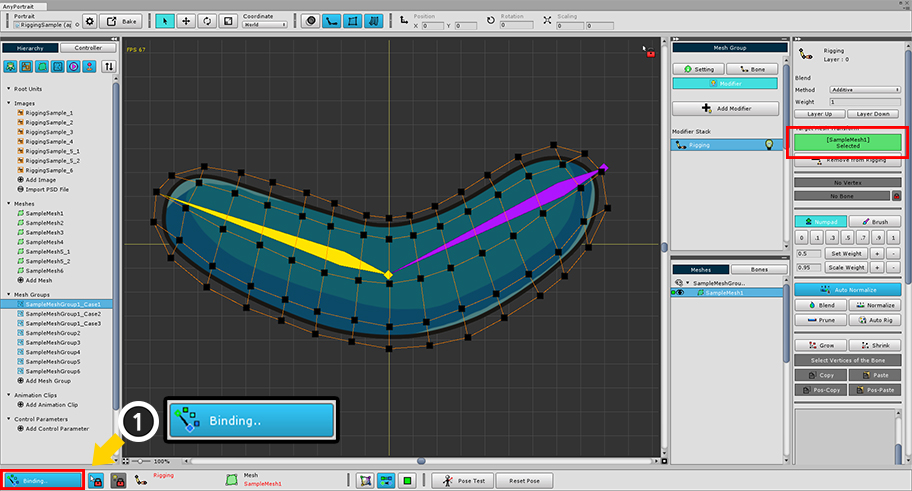 AnyPortrait
Portrait
RiggingSample (ap
Bake
Coordinate
World
Position
X 0 Y 0
Rotation
0
Scaling
0 0
Hierarchy
Controller
Root Units
Images
RiggingSample_1
RiggingSample_2
RiggingSample_3
RiggingSample_4
RiggingSample_5_1
RiggingSample_5_2
RiggingSample_6
Add Image
Import PSD File
Meshes
SampleMesh1
SampleMesh2
SampleMesh3
SampleMesh4
SampleMesh5_1
SampleMesh5_2
SampleMesh6
Add Mesh
Mesh Groups
SampleMeshGroup1_Case1
SampleMeshGroup1_Case2
SampleMeshGroup1_Case3
SampleMeshGroup2
SampleMeshGroup3
SampleMeshGroup4
SampleMeshGroup5
SampleMeshGroup6
Add Mesh Group
Animation Clips
Add Animation Clip
Control Parameters
Add Control Parameter
FPS 67
1
Binding..
Mesh Group
Setting
Bone
Modifier
Add Modifier
Modifier Stack
Rigging
Meshes
Bones
SampleMeshGrou..
SampleMesh1
Rigging
Layer : 0
Blend
Method Additive
Weight 1
Layer Up
Layer Down
Target Mesh Transform
[SampleMesh1]
Selected
Remove from Rigging
No Vertex
No Bone
Numpad
Brush
0 .1 .3 .5 .7 .9 1
0.5 Set Weight + -
0.95 Scale Weight + -
Auto Normalize
Blend
Normalize
Prune
Auto Rig
Grow
Shrink
Select Vertices of the Bone
Copy
Paste
Pos-Copy
Pos-Paste
100%
Binding..
Rigging
Mesh
SampleMesh1
Pose Test
Reset Pose